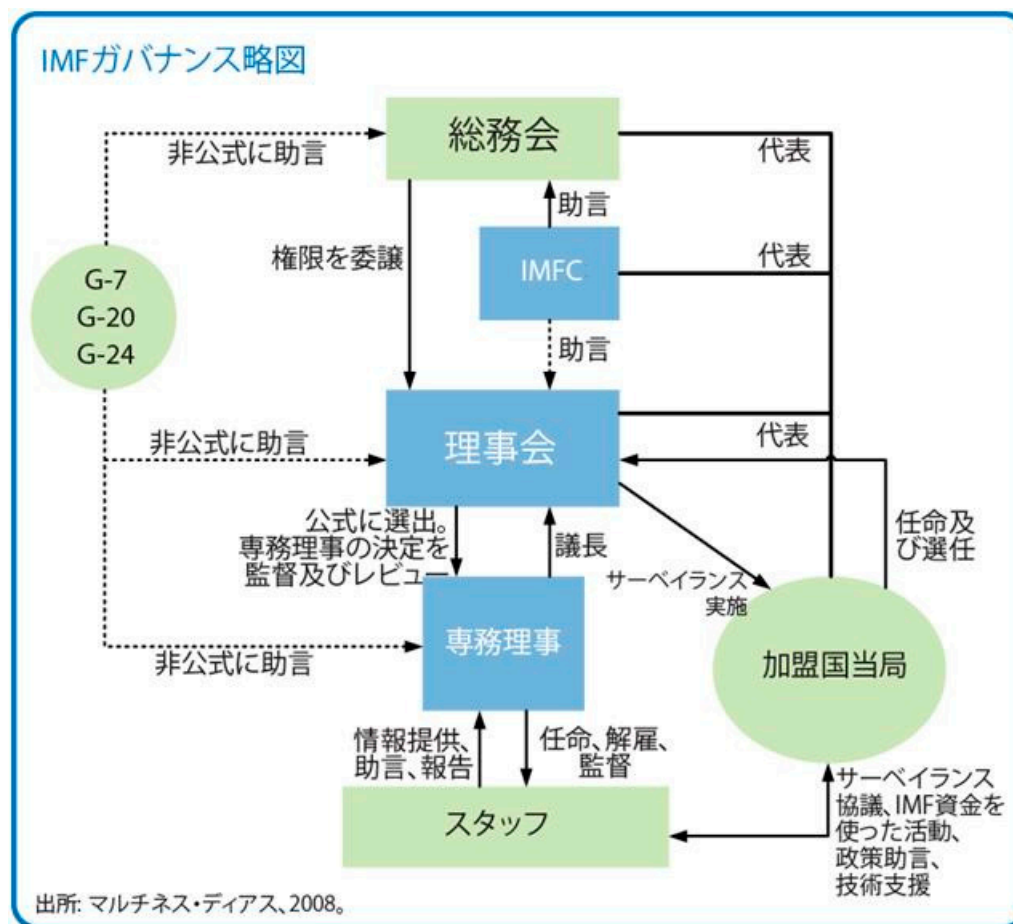 IMFガバナンス略図
総務会
非公式に助言
代表
助言
権限を委譲
IMFC
代表
G-7
G-20
G-24
助言
理事会
代表
非公式に助言
公式に選出。
専務理事の決定を
監督及びレビュー
議長
任命及
び選任
サーベイランス
実施
専務理事
加盟国当局
非公式に助言
情報提供、
助言、報告
任命、解雇、
監督
スタッフ
サーベイランス
協議、IMF資金を
使った活動、
政策助言、
技術支援
出所: マルチネス・ディアス、2008。